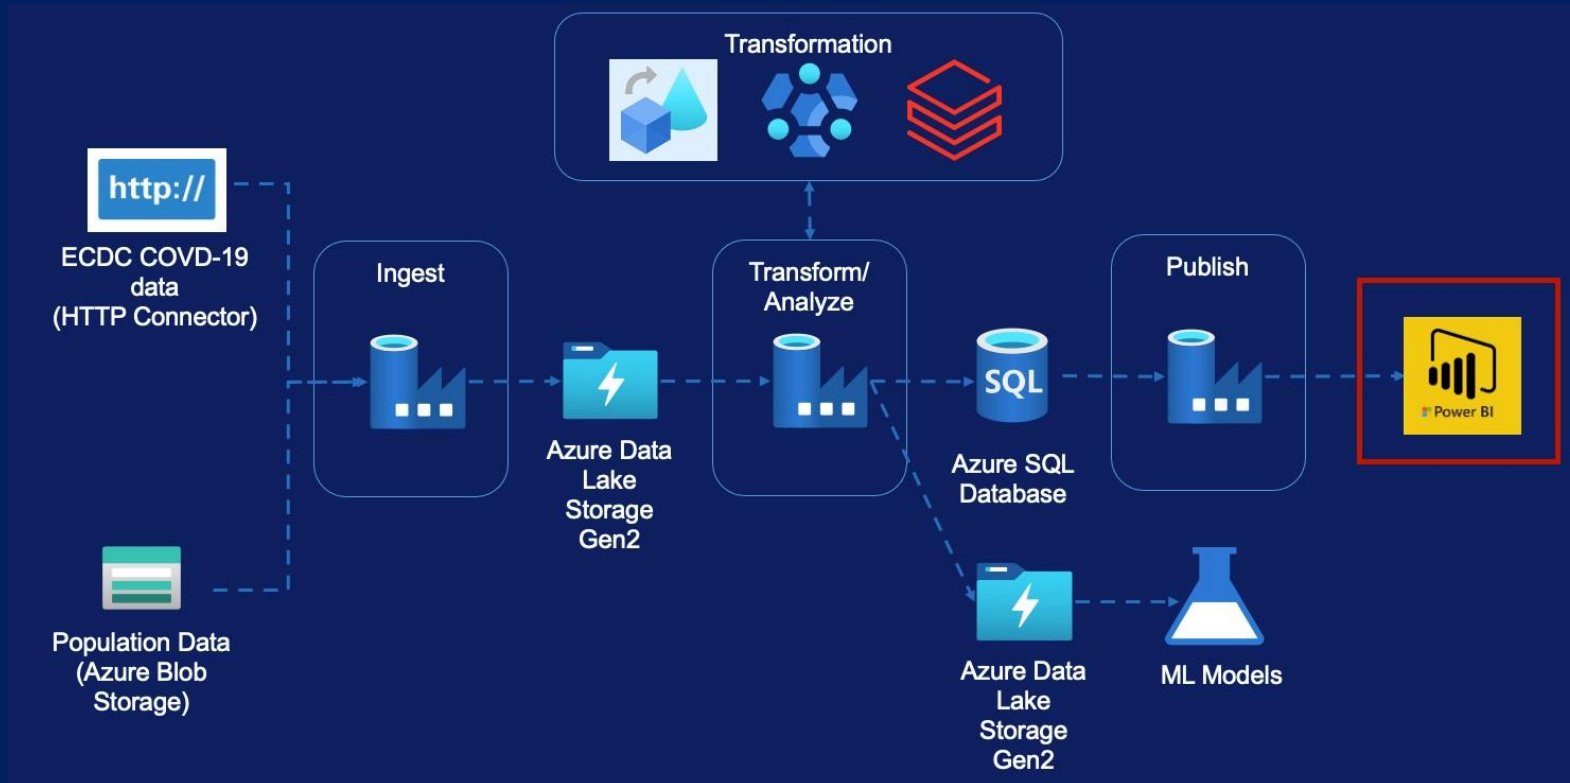 Transformation
http://
ECDC COVD-19
data
(HTTP Connector)
Ingest
Transform/
Analyze
Publish
SQL
Power BI
Azure Data
Lake
Storage
Gen2
Azure SQL
Database
Population Data
(Azure Blob
Storage)
Azure Data
Lake
Storage
Gen2
ML Models